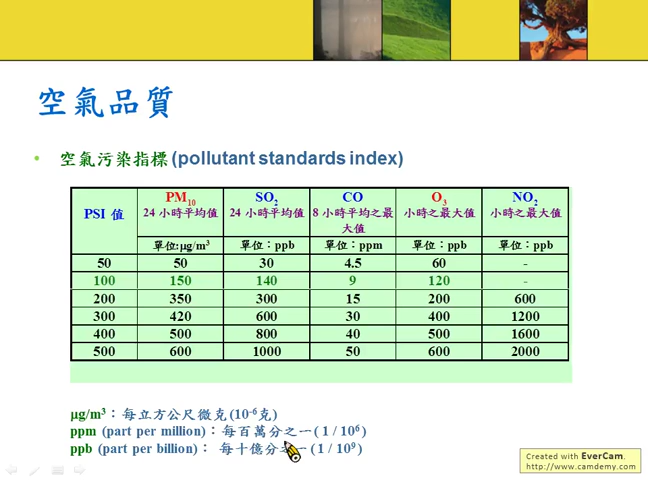 空氣品質
• 空氣污染指標 (pollutant standards index)
PSI 值 PM10 SO2 CO O3 NO2
24 小時平均值 24 小時平均值 8 小時平均之最大值 小時之最大值 小時之最大值
單位:μg/m³ 單位：ppb 單位：ppm 單位：ppb 單位：ppb
50 50 30 4.5 60 -
100 150 140 9 120 -
200 350 300 15 200 600
300 420 600 30 400 1200
400 500 800 40 500 1600
500 600 1000 50 600 2000
μg/m³：每立方公尺微克(10⁻⁶克)
ppm (part per million)：每百萬分之一( 1 / 10⁶ )
ppb (part per billion)： 每十億分之一( 1 / 10⁹ )
Created with EverCam.
http://www.camdemy.com